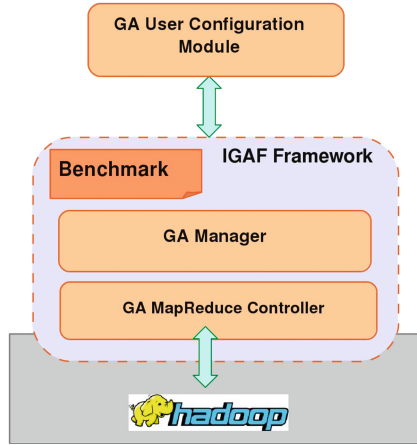 GA User Configuration
Module
IGAF Framework
Benchmark
GA Manager
GA MapReduce Controller
hadoop